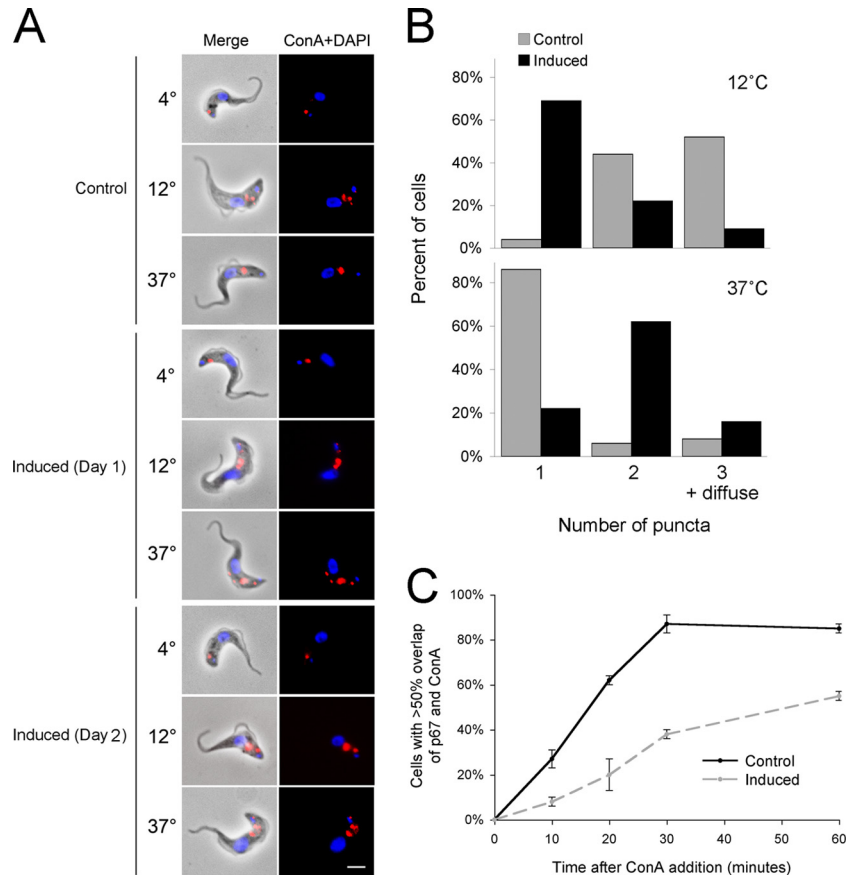 A
Merge ConA+DAPI
Control
4°
12°
37°
Induced (Day 1)
4°
12°
37°
Induced (Day 2)
4°
12°
37°
B
Control
Induced
Percent of cells
12°C
80%
60%
40%
20%
0%
37°C
80%
60%
40%
20%
0%
1 2 3
+ diffuse
Number of puncta
C
Cells with >50% overlap
of p67 and ConA
100%
80%
60%
40%
20%
0%
Control
Induced
0 10 20 30 40 50 60
Time after ConA addition (minutes)